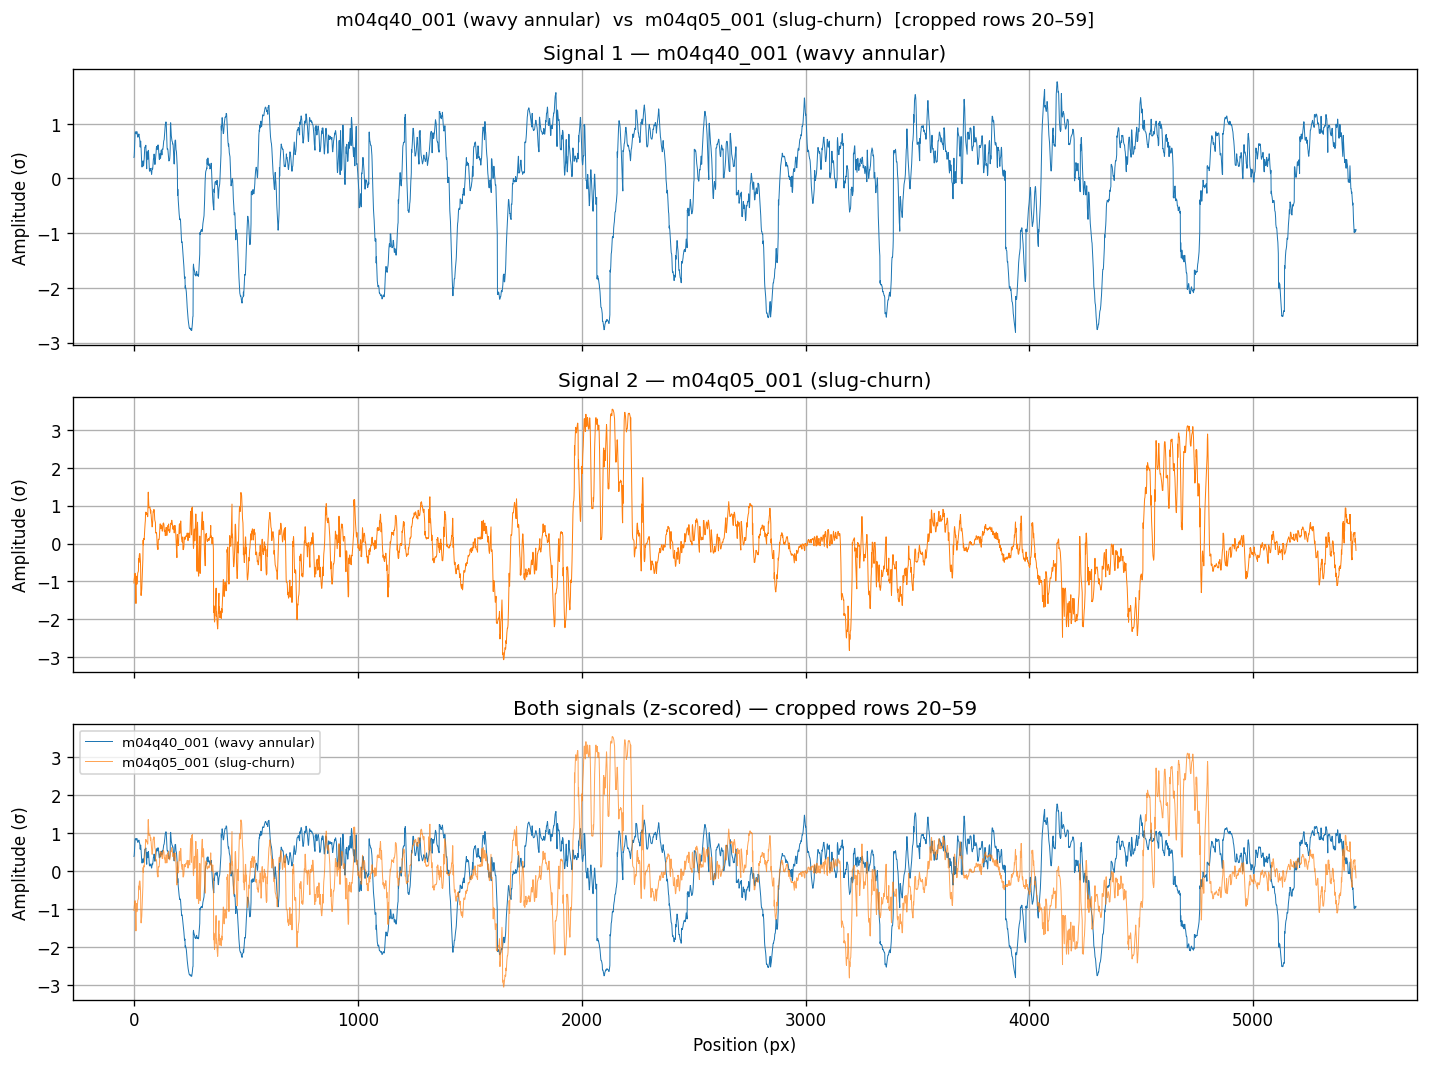 m04q40_001 (wavy annular)  vs  m04q05_001 (slug-churn)  [cropped rows 20–59]
Signal 1 — m04q40_001 (wavy annular)
Amplitude (σ)
1
0
−1
−2
−3
Signal 2 — m04q05_001 (slug-churn)
Amplitude (σ)
3
2
1
0
−1
−2
−3
Both signals (z-scored) — cropped rows 20–59
m04q40_001 (wavy annular)
m04q05_001 (slug-churn)
Amplitude (σ)
3
2
1
0
−1
−2
−3
0 1000 2000 3000 4000 5000
Position (px)